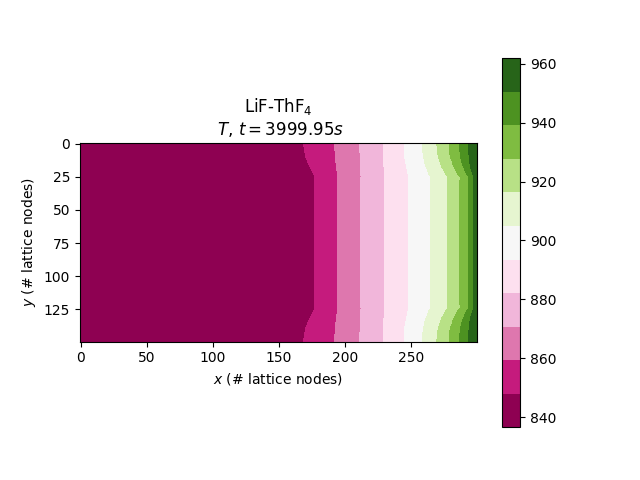 LiF-ThF₄
T, t = 3999.95s
0
25
50
75
100
125
y (# lattice nodes)
0 50 100 150 200 250
x (# lattice nodes)
960
940
920
900
880
860
840